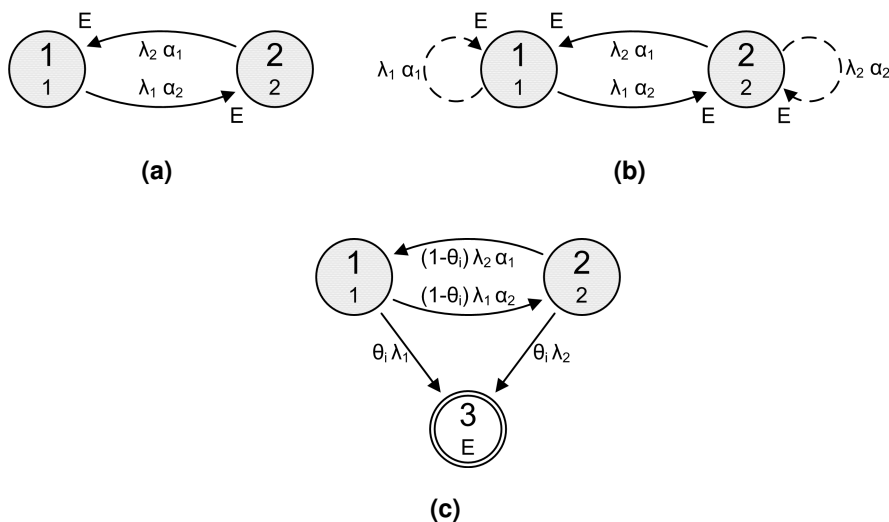 E
1
1
λ₂ α₁
λ₁ α₂
2
2
E
(a)
λ₁ α₁
E
E
1
1
λ₂ α₁
λ₁ α₂
2
2
E
E
λ₂ α₂
(b)
1
1
(1-θᵢ) λ₂ α₁
(1-θᵢ) λ₁ α₂
2
2
θᵢ λ₁
θᵢ λ₂
3
E
(c)